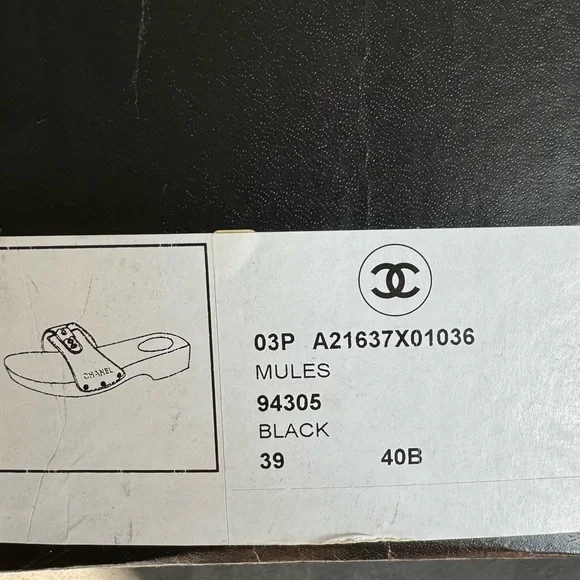 CHANEL
03P A21637X01036
MULES
94305
BLACK
39 40B